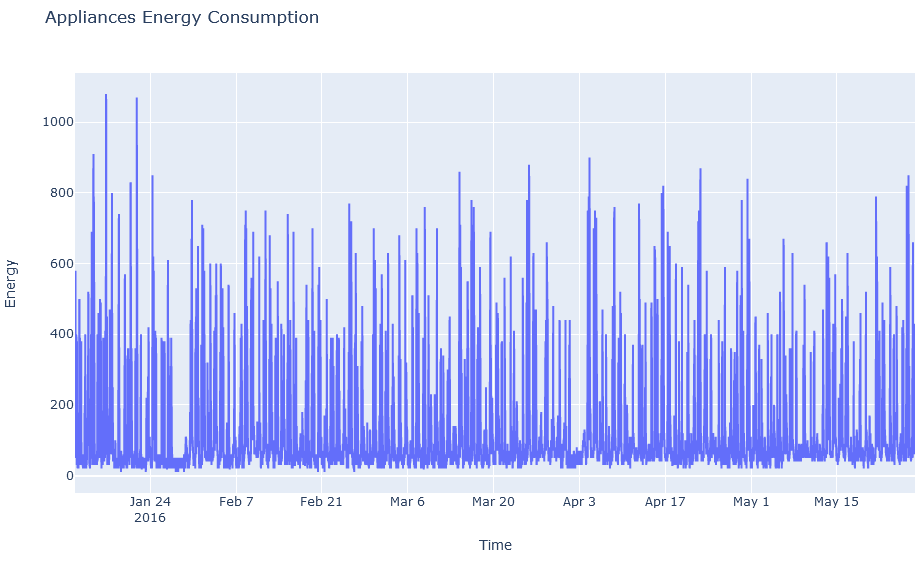 Appliances Energy Consumption
Energy
1000
800
600
400
200
0
Jan 24
2016
Feb 7
Feb 21
Mar 6
Mar 20
Apr 3
Apr 17
May 1
May 15
Time